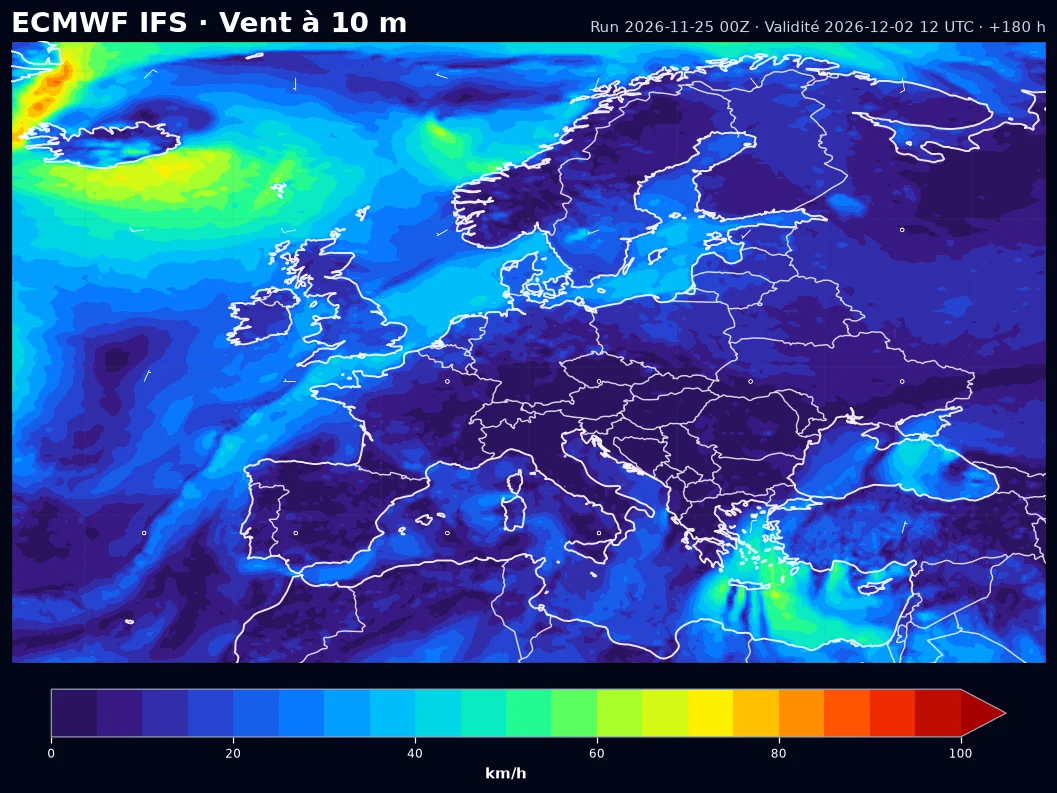 ECMWF IFS · Vent à 10 m
Run 2026-11-25 00Z · Validité 2026-12-02 12 UTC · +180 h
0 20 40 60 80 100
km/h